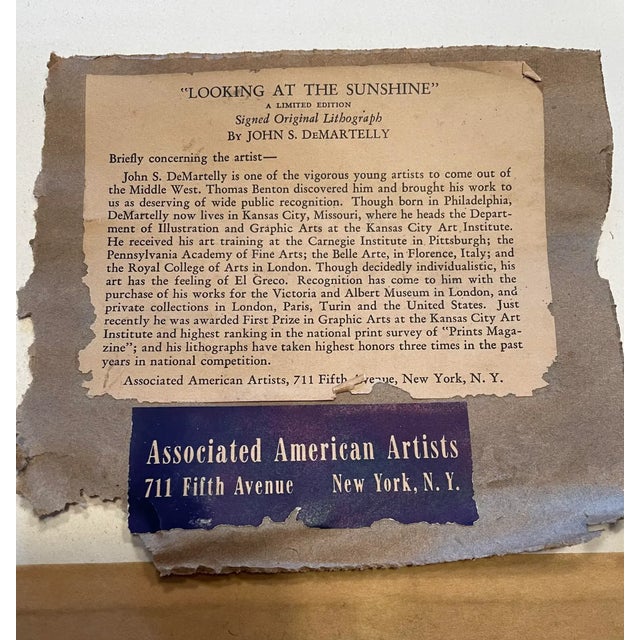 "LOOKING AT THE SUNSHINE"
A LIMITED EDITION
Signed Original Lithograph
BY JOHN S. DEMARTELLY
Briefly concerning the artist—
John S. DeMartelly is one of the vigorous young artists to come out of
the Middle West. Thomas Benton discovered him and brought his work to
us as deserving of wide public recognition. Though born in Philadelphia,
DeMartelly now lives in Kansas City, Missouri, where he heads the Depart-
ment of Illustration and Graphic Arts at the Kansas City Art Institute.
He received his art training at the Carnegie Institute in Pittsburgh; the
Pennsylvania Academy of Fine Arts; the Belle Arte, in Florence, Italy; and
the Royal College of Arts in London. Though decidedly individualistic, his
art has the feeling of El Greco. Recognition has come to him with the
purchase of his works for the Victoria and Albert Museum in London, and
private collections in London, Paris, Turin and the United States. Just
recently he was awarded First Prize in Graphic Arts at the Kansas City Art
Institute and highest ranking in the national print survey of "Prints Maga-
zine"; and his lithographs have taken highest honors three times in the past
years in national competition.
Associated American Artists, 711 Fifth Avenue, New York, N. Y.
Associated American Artists
711 Fifth Avenue New York, N. Y.